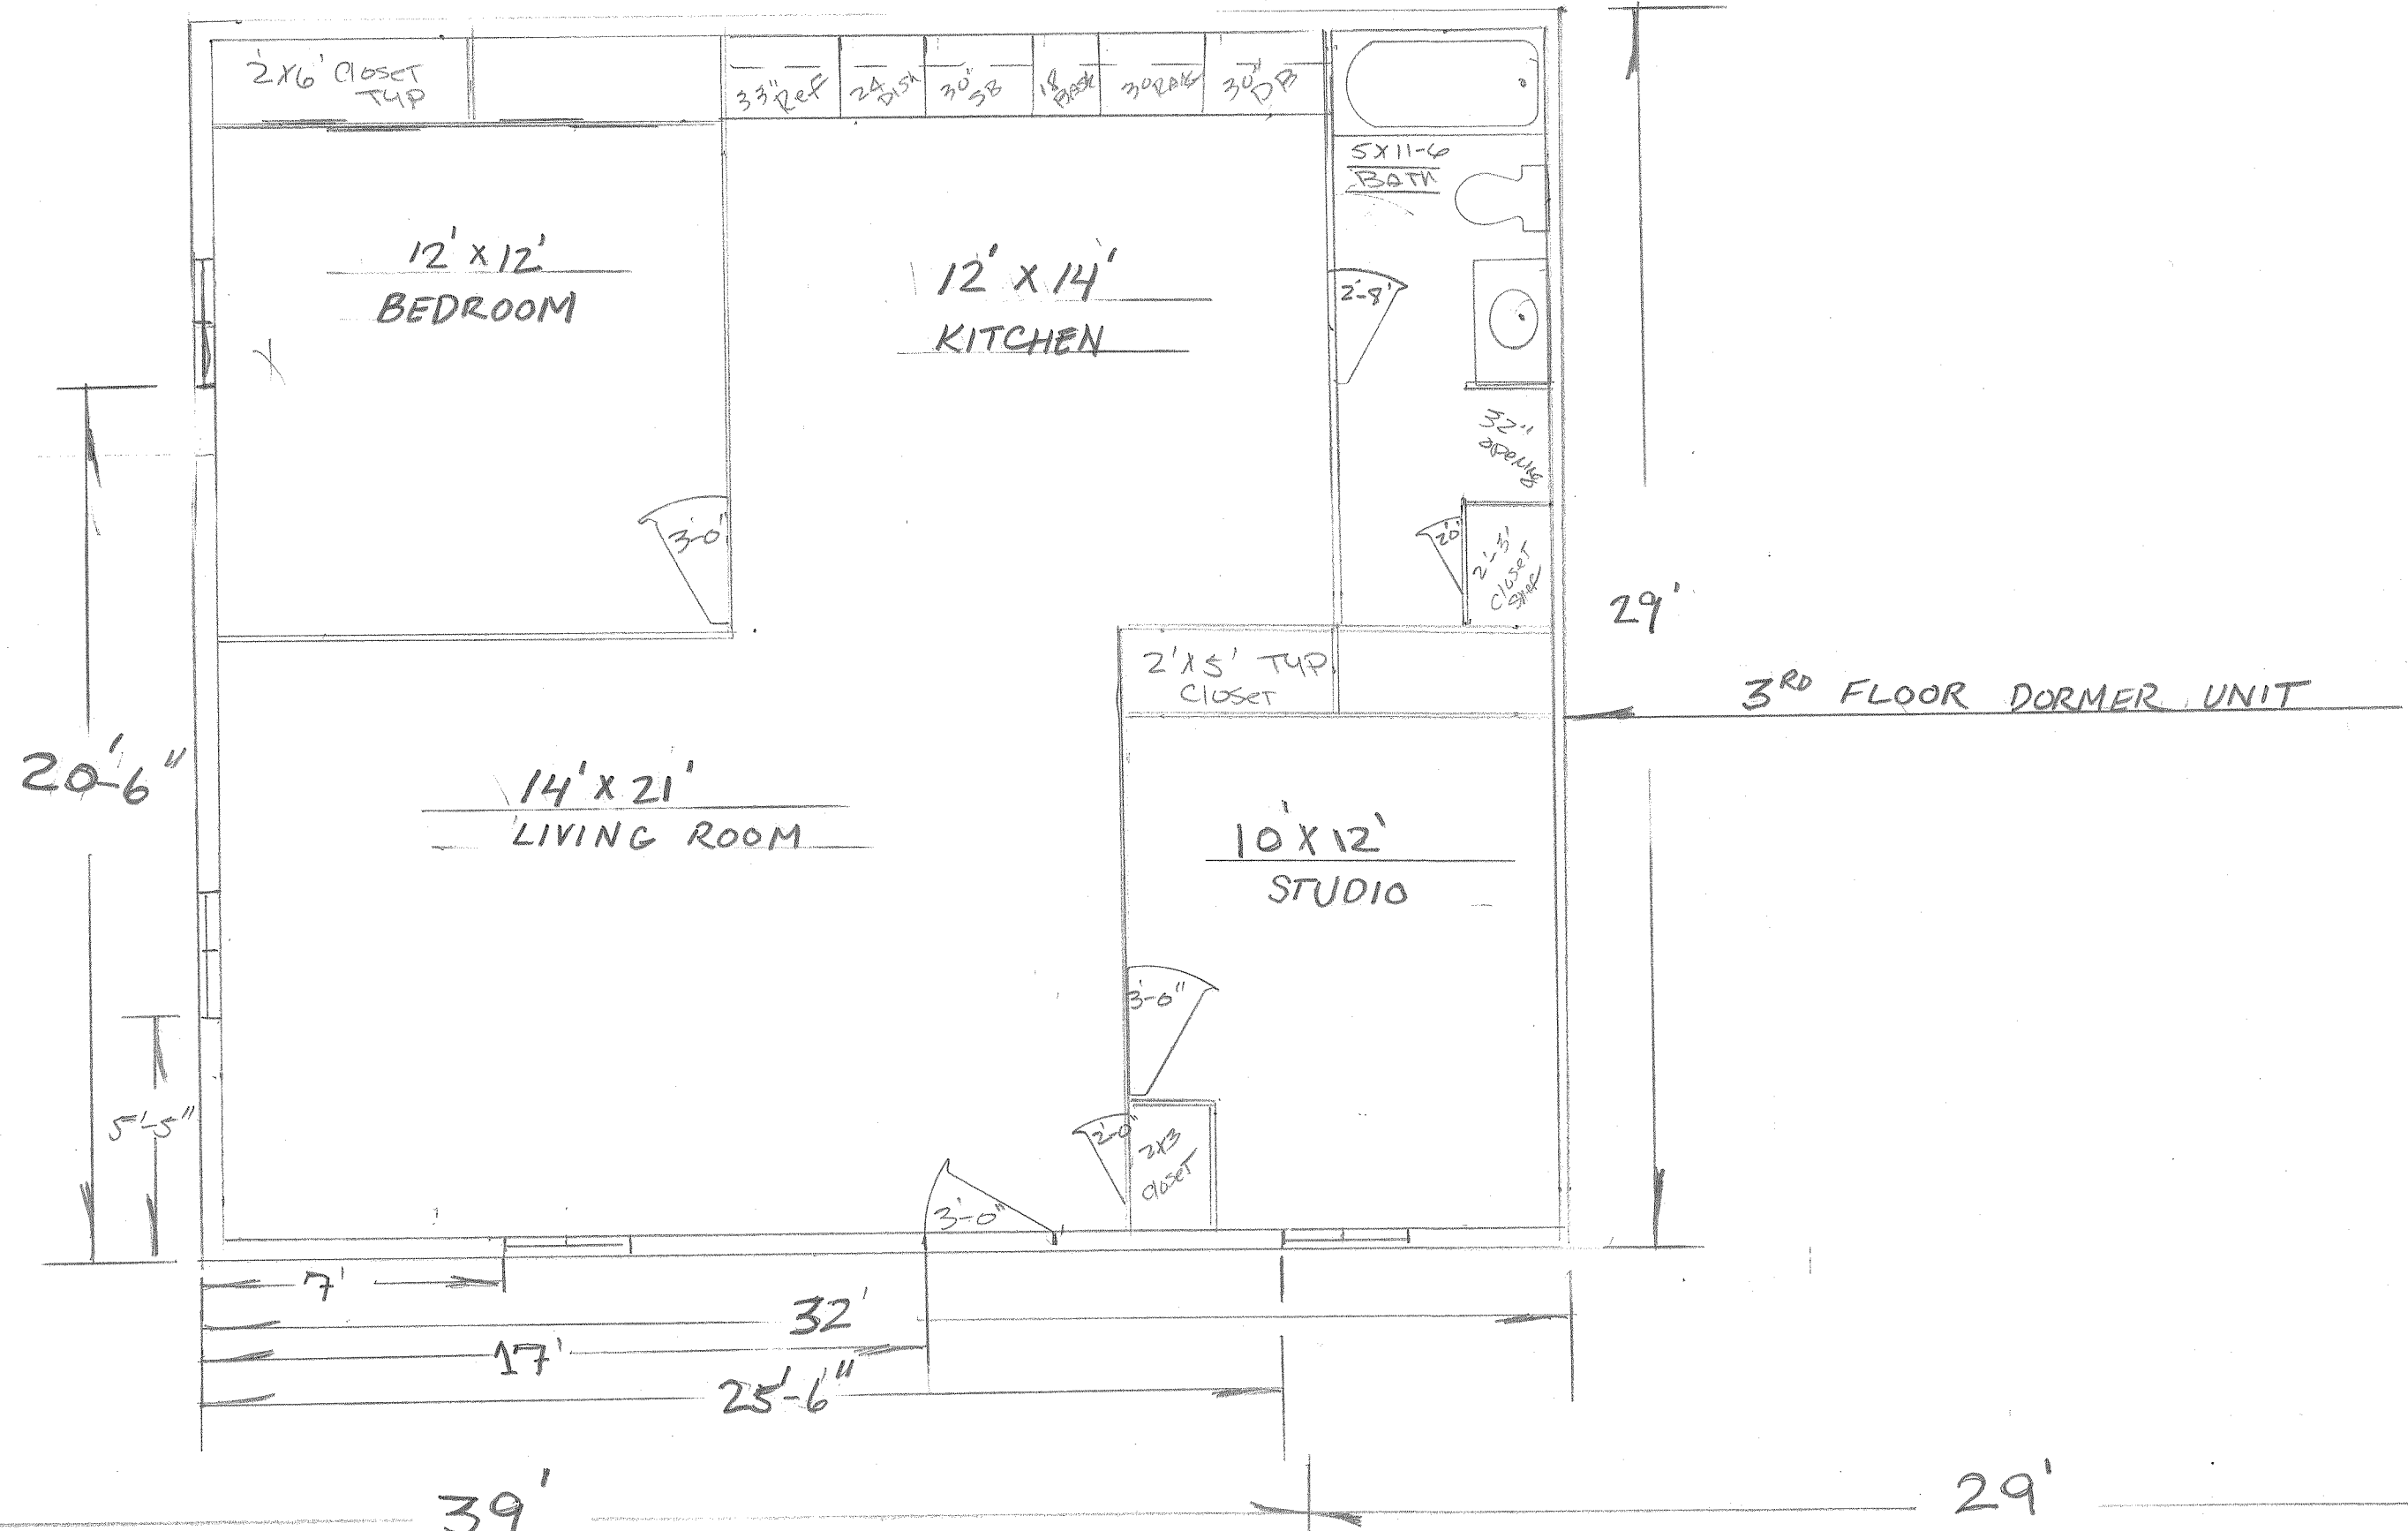 2'X6' Closet
TYP
33" Ref
24 DISH
30" SB
18 BASK
30" RANG
30" DB
5X11-6
BATH
12' X 12'
BEDROOM
12' X 14'
KITCHEN
2'-8"
32"
OPENING
3'-0"
2'0"
2'-3'
Closet
29'
2'X5' TYP
Closet
3RD FLOOR DORMER UNIT
20'-6"
14' X 21'
LIVING ROOM
10' X 12'
STUDIO
3'-0"
5'-5"
2'-0"
2X3
Closet
3'-0"
7'
32'
17'
25'-6"
39'
29'